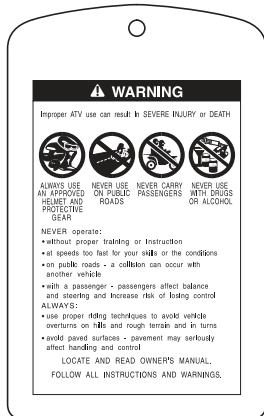 WARNING
Improper ATV use can result in SEVERE INJURY or DEATH
ALWAYS USE AN APPROVED HELMET AND PROTECTIVE GEAR
NEVER USE ON PUBLIC ROADS
NEVER CARRY PASSENGERS
NEVER USE WITH DRUGS OR ALCOHOL
NEVER operate:
• without proper training or instruction
• at speeds too fast for your skills or the conditions
• on public roads - a collision can occur with
another vehicle
• with a passenger - passengers affect balance
and steering and increase risk of losing control
ALWAYS:
• use proper riding techniques to avoid vehicle
overturns on hills and rough terrain and in turns
• avoid paved surfaces - pavement may seriously
affect handling and control
LOCATE AND READ OWNER'S MANUAL.
FOLLOW ALL INSTRUCTIONS AND WARNINGS.